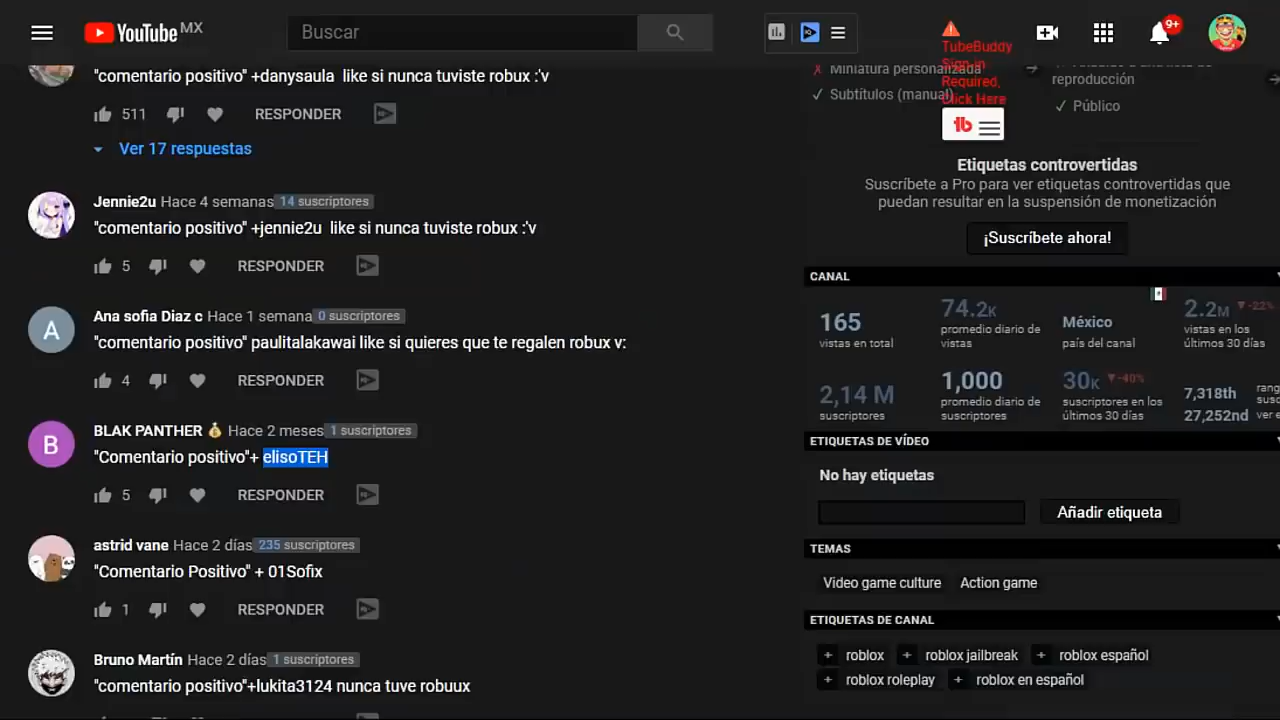 YouTube MX
Buscar
9+
TubeBuddy
Sign-in
Required,
Click Here
"comentario positivo" +danysaula like si nunca tuviste robux :'v
511 RESPONDER
Ver 17 respuestas
Jennie2u Hace 4 semanas 14 suscriptores
"comentario positivo" +jennie2u like si nunca tuviste robux :'v
5 RESPONDER
Ana sofia Diaz c Hace 1 semana 0 suscriptores
A
"comentario positivo" paulitalakawai like si quieres que te regalen robux v:
4 RESPONDER
BLAK PANTHER Hace 2 meses 1 suscriptores
B
"Comentario positivo"+ elisoTEH
5 RESPONDER
astrid vane Hace 2 días 235 suscriptores
"Comentario Positivo" + 01Sofix
1 RESPONDER
Bruno Martín Hace 2 días 1 suscriptores
"comentario positivo"+lukita3124 nunca tuve robuux
✗ Miniatura personalizada
✓ Subtítulos (manual)
reproducción
✓ Público
tb
Etiquetas controvertidas
Suscríbete a Pro para ver etiquetas controvertidas que
puedan resultar en la suspensión de monetización
¡Suscríbete ahora!
CANAL
165
vistas en total
74.2K
promedio diario de
vistas
México
país del canal
2.2M ▼-22%
vistas en los
últimos 30 días
2,14 M
suscriptores
1,000
promedio diario de
suscriptores
30K ▼-40%
suscriptores en los
últimos 30 días
7,318th
27,252nd
rang
susc
ver e
ETIQUETAS DE VÍDEO
No hay etiquetas
Añadir etiqueta
TEMAS
Video game culture Action game
ETIQUETAS DE CANAL
+ roblox + roblox jailbreak + roblox español
+ roblox roleplay + roblox en español